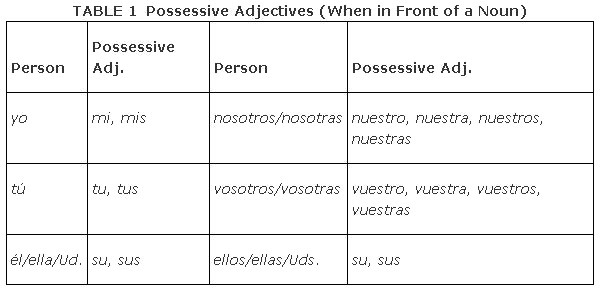 TABLE 1 Possessive Adjectives (When in Front of a Noun)
Person Possessive Adj. Person Possessive Adj.
yo mi, mis nosotros/nosotras nuestro, nuestra, nuestros,
nuestras
tú tu, tus vosotros/vosotras vuestro, vuestra, vuestros,
vuestras
él/ella/Ud. su, sus ellos/ellas/Uds. su, sus